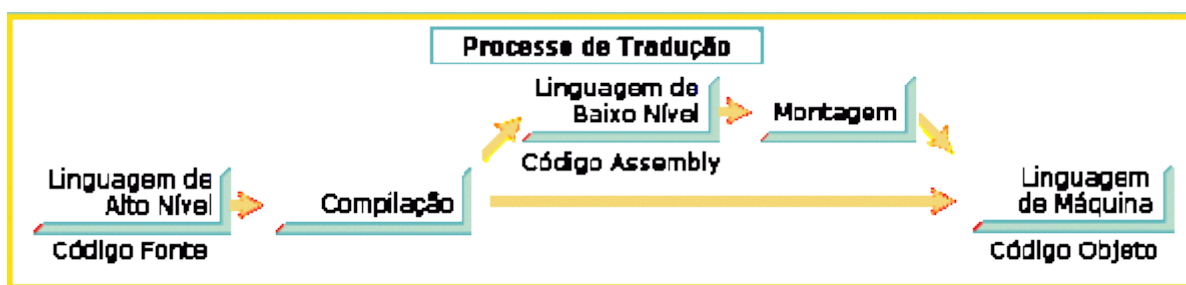 Processo de Tradução
Linguagem de
Baixo Nível
Código Assembly
Montagem
Linguagem de
Alto Nível
Código Fonte
Compilação
Linguagem
de Máquina
Código Objeto